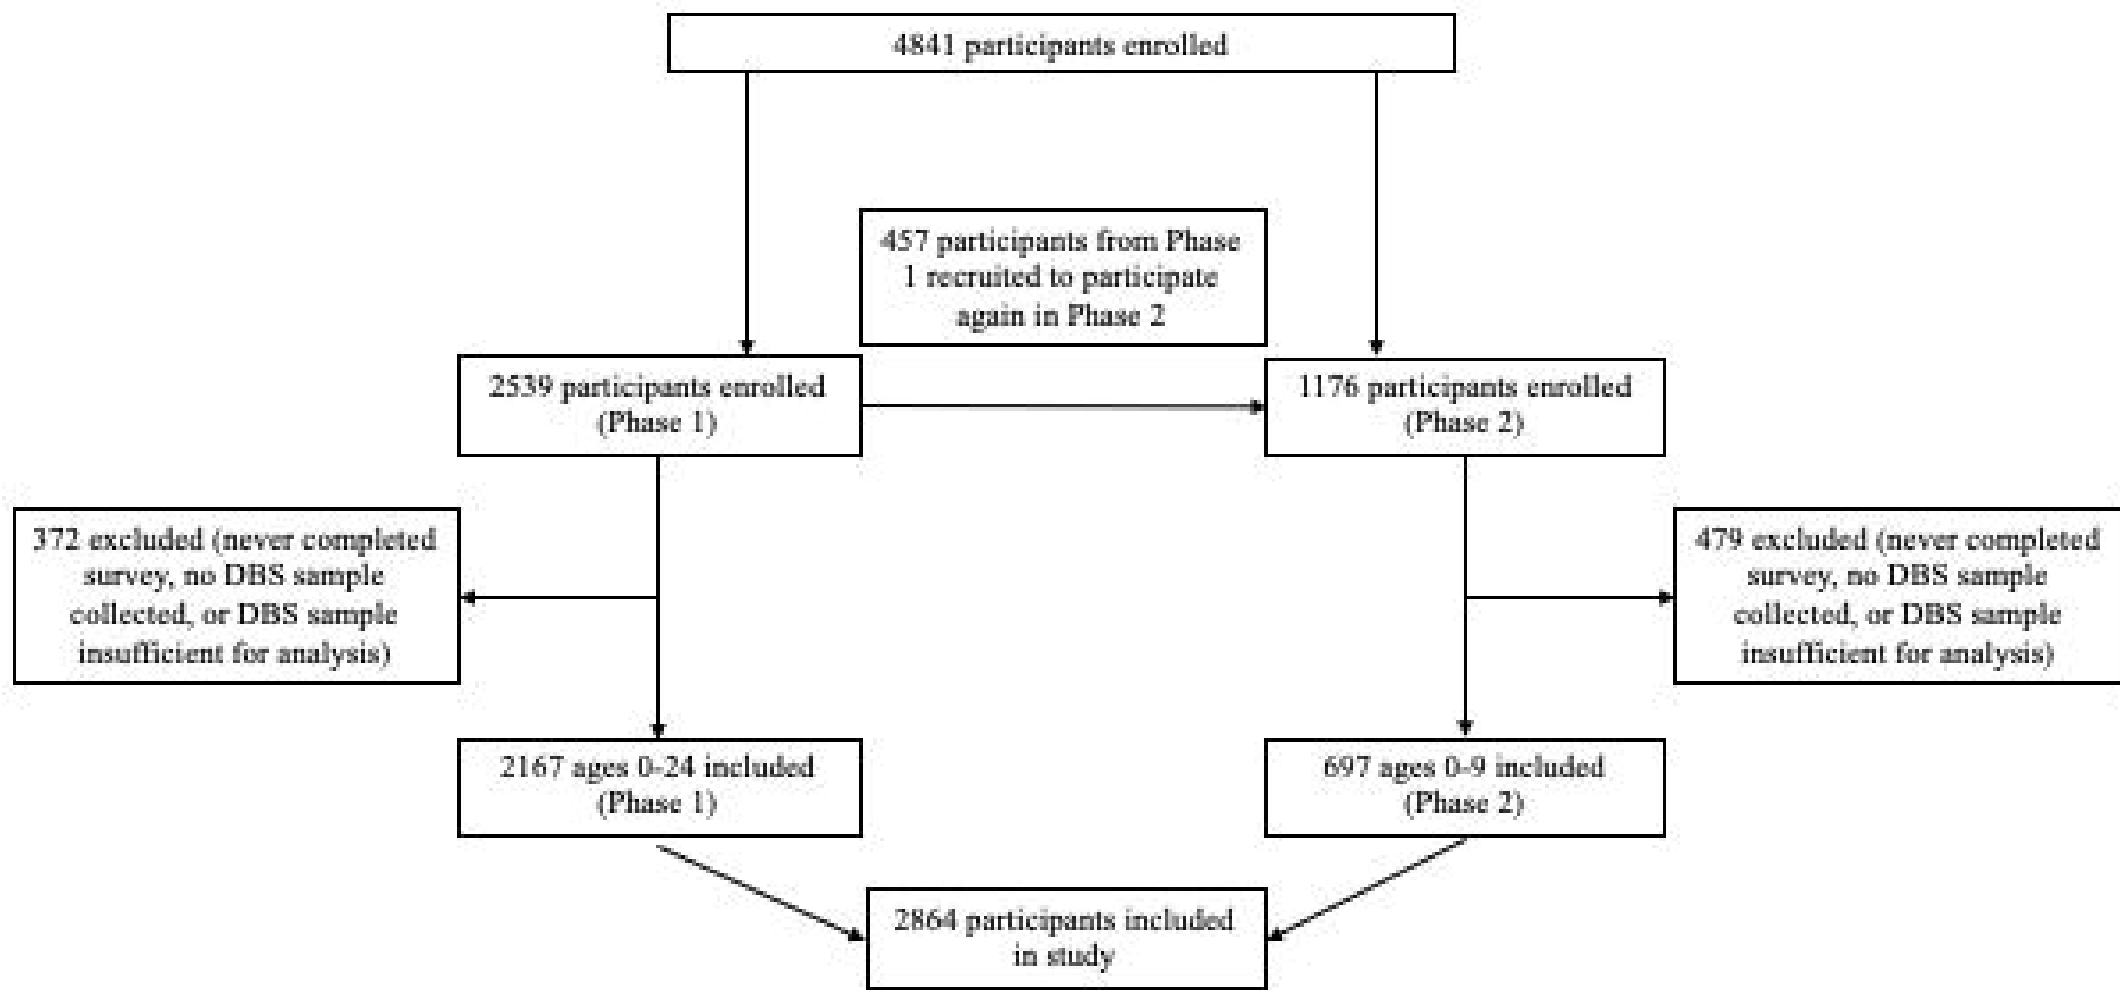 4841 participants enrolled
457 participants from Phase
1 recruited to participate
again in Phase 2
2539 participants enrolled
(Phase 1)
1176 participants enrolled
(Phase 2)
372 excluded (never completed
survey, no DBS sample
collected, or DBS sample
insufficient for analysis)
479 excluded (never completed
survey, no DBS sample
collected, or DBS sample
insufficient for analysis)
2167 ages 0-24 included
(Phase 1)
697 ages 0-9 included
(Phase 2)
2864 participants included
in study